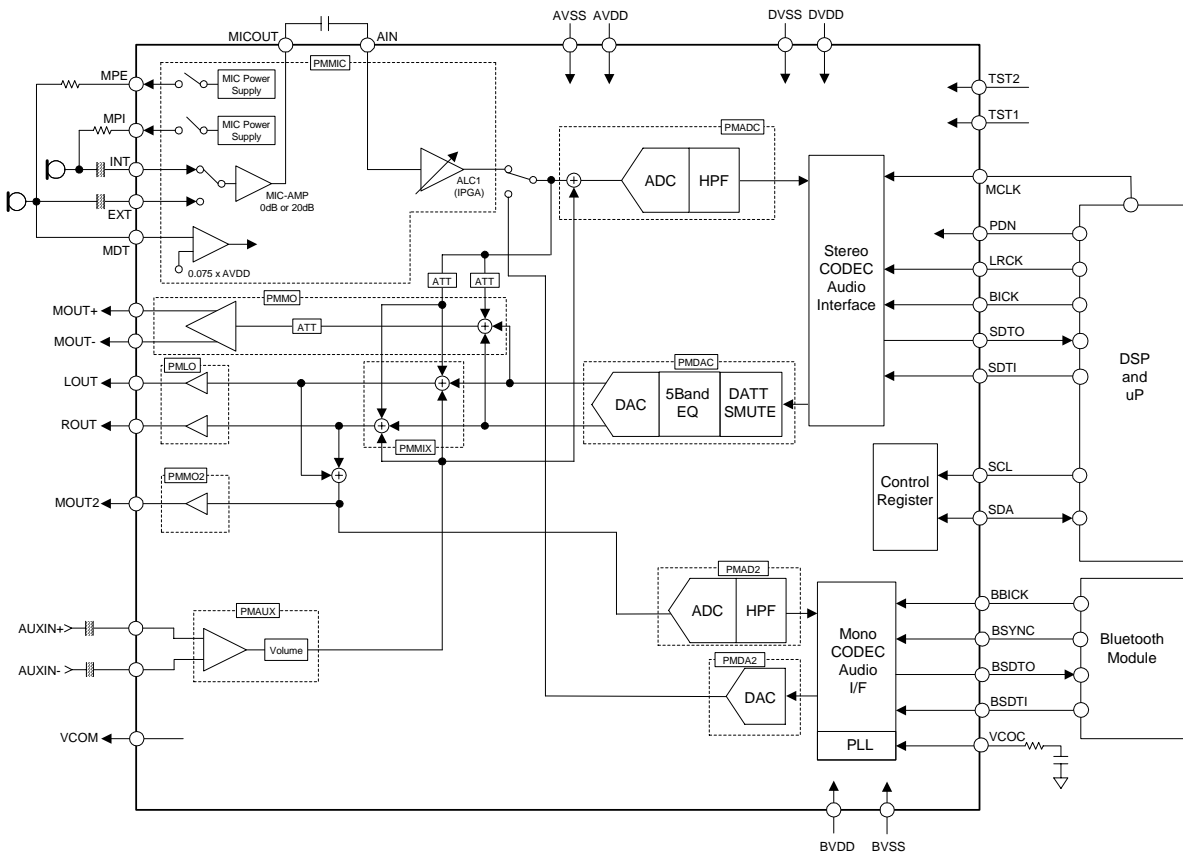 AVSS AVDD DVSS DVDD
MICOUT AIN
PMMIC
MPE
MIC Power
Supply
TST2
MPI
MIC Power
Supply
TST1
PMADC
INT
ADC HPF
MCLK
MIC-AMP
0dB or 20dB
ALC1
(IPGA)
EXT
PDN
MDT
0.075 x AVDD
Stereo
CODEC
Audio
Interface
LRCK
ATT ATT
BICK
PMMO
MOUT+
ATT
SDTO
MOUT-
DSP
and
uP
PMLO
PMDAC
SDTI
LOUT
DAC
5Band
EQ
DATT
SMUTE
ROUT
PMMIX
PMMO2
SCL
MOUT2
Control
Register
SDA
PMAD2
ADC HPF
BBICK
PMAUX
AUXIN+
Volume
Mono
CODEC
Audio
I/F
BSYNC
Bluetooth
Module
AUXIN-
PMDA2
BSDTO
DAC
BSDTI
VCOM
PLL
VCOC
BVDD BVSS